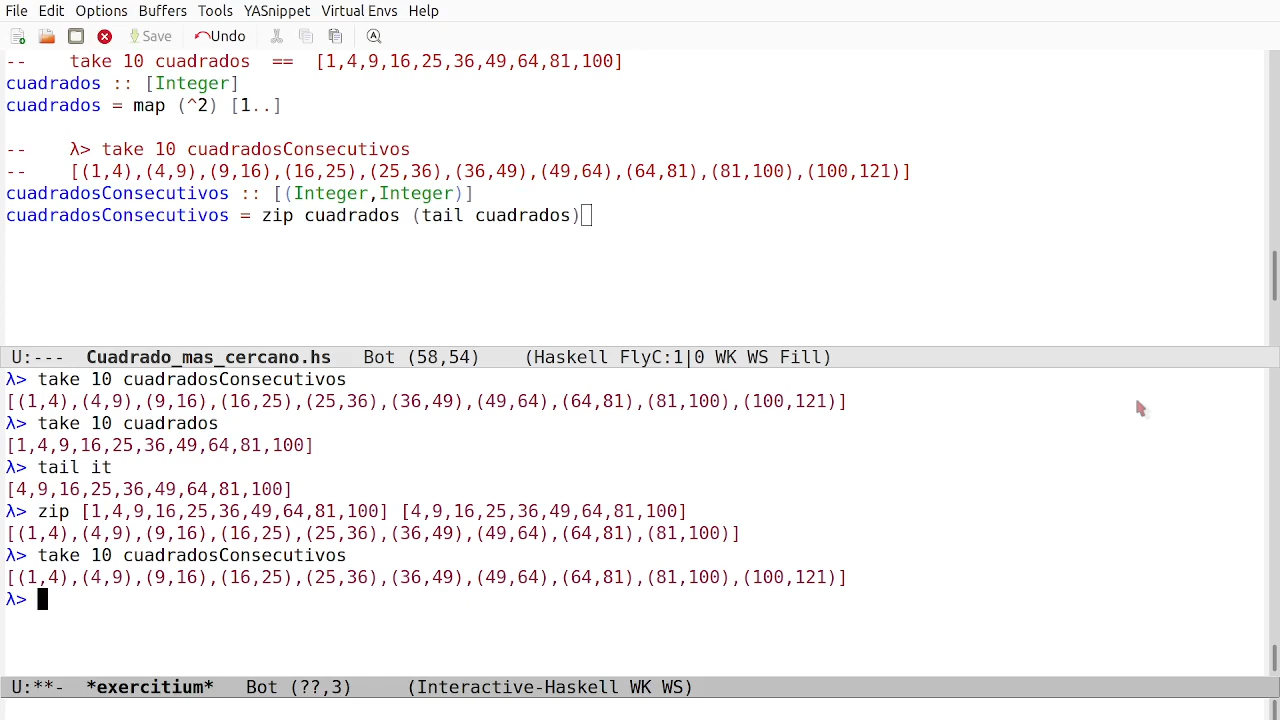 File Edit Options Buffers Tools YASnippet Virtual Envs Help
Save Undo
--    take 10 cuadrados  ==  [1,4,9,16,25,36,49,64,81,100]
cuadrados :: [Integer]
cuadrados = map (^2) [1..]
--    λ> take 10 cuadradosConsecutivos
--    [(1,4),(4,9),(9,16),(16,25),(25,36),(36,49),(49,64),(64,81),(81,100),(100,121)]
cuadradosConsecutivos :: [(Integer,Integer)]
cuadradosConsecutivos = zip cuadrados (tail cuadrados)
U:---  Cuadrado_mas_cercano.hs   Bot (58,54)    (Haskell FlyC:1|0 WK WS Fill)
λ> take 10 cuadradosConsecutivos
[(1,4),(4,9),(9,16),(16,25),(25,36),(36,49),(49,64),(64,81),(81,100),(100,121)]
λ> take 10 cuadrados
[1,4,9,16,25,36,49,64,81,100]
λ> tail it
[4,9,16,25,36,49,64,81,100]
λ> zip [1,4,9,16,25,36,49,64,81,100] [4,9,16,25,36,49,64,81,100]
[(1,4),(4,9),(9,16),(16,25),(25,36),(36,49),(49,64),(64,81),(81,100)]
λ> take 10 cuadradosConsecutivos
[(1,4),(4,9),(9,16),(16,25),(25,36),(36,49),(49,64),(64,81),(81,100),(100,121)]
λ>
U:**-  *exercitium*   Bot (??,3)     (Interactive-Haskell WK WS)